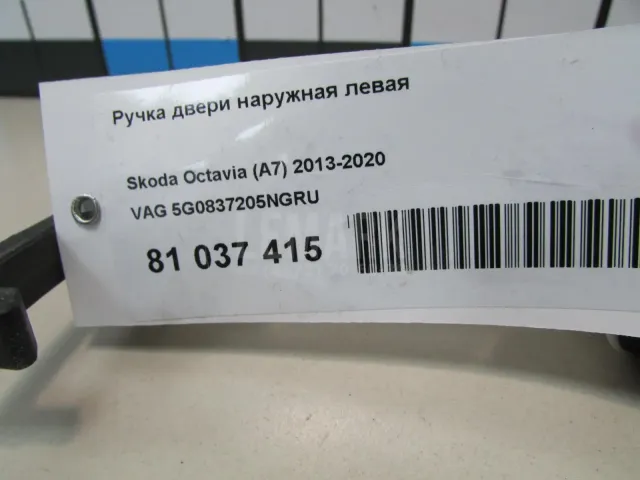 Ручка двери наружная левая
Skoda Octavia (A7) 2013-2020
VAG 5G0837205NGRU
81 037 415